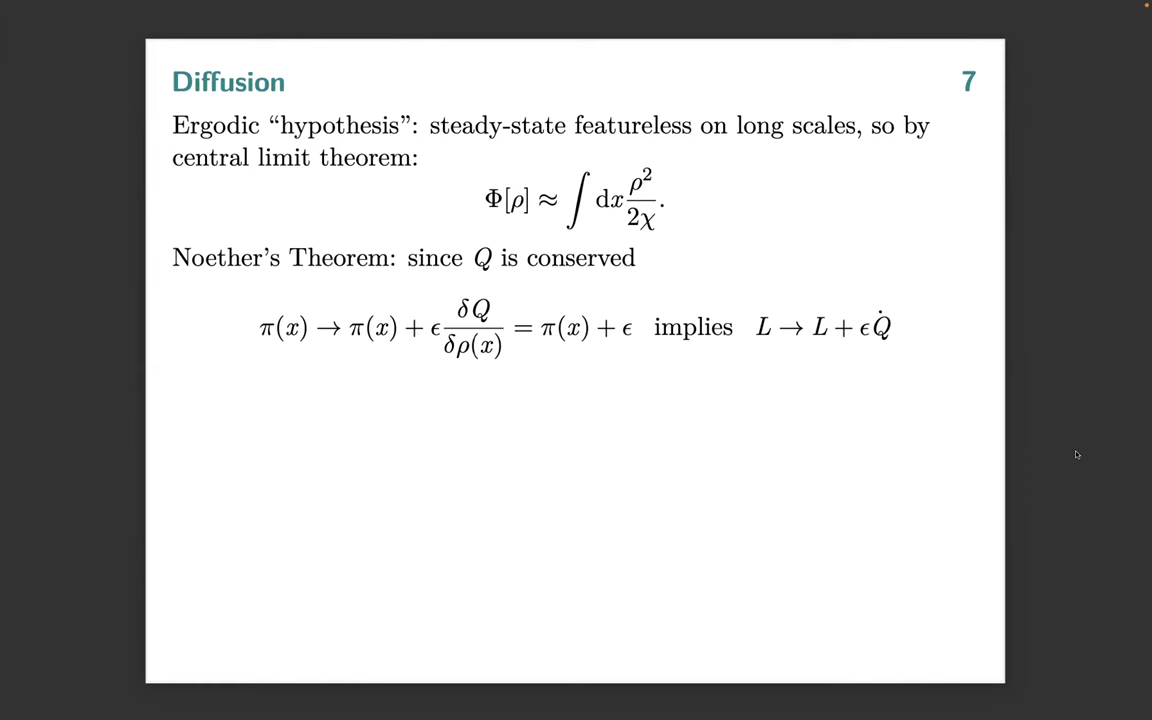 Diffusion 7
Ergodic “hypothesis”: steady-state featureless on long scales, so by
central limit theorem:
Φ[ρ] ≈ ∫ dx ρ²/2χ.
Noether’s Theorem: since Q is conserved
π(x) → π(x) + ϵ δQ/δρ(x) = π(x) + ϵ implies L → L + ϵQ̇